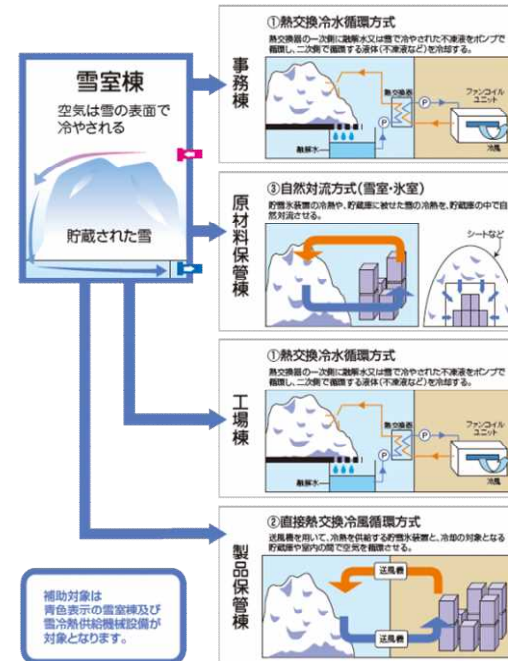 雪室棟
空気は雪の表面で
冷やされる
貯蔵された雪
補助対象は
青色表示の雪室棟及び
雪冷熱供給機械設備が
対象となります。
事務棟
①熱交換冷水循環方式
熱交換器の一次側に融解水又は雪で冷やされた不凍液をポンプで
循環し、二次側で循環する液体(不凍液など)を冷却する。
熱交換器
P
ファンコイル
ユニット
P
融解水
冷風
原材料保管棟
③自然対流方式(雪室・氷室)
貯雪氷装置の冷熱や、貯蔵庫に被せた雪の冷熱を、貯蔵庫の中で自
然対流させる。
シートなど
工場棟
①熱交換冷水循環方式
熱交換器の一次側に融解水又は雪で冷やされた不凍液をポンプで
循環し、二次側で循環する液体(不凍液など)を冷却する。
熱交換器
P
ファンコイル
ユニット
P
融解水
冷風
製品保管棟
②直接熱交換冷風循環方式
送風機を用いて、冷熱を供給する貯雪氷装置と、冷却の対象となる
貯蔵庫や室内の間で空気を循環させる。
送風機
送風機